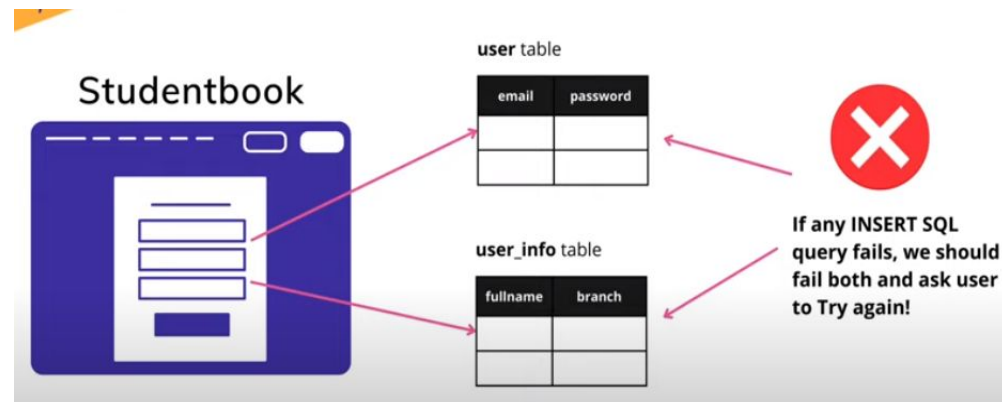 Studentbook
user table
email password
user_info table
fullname branch
If any INSERT SQL
query fails, we should
fail both and ask user
to Try again!